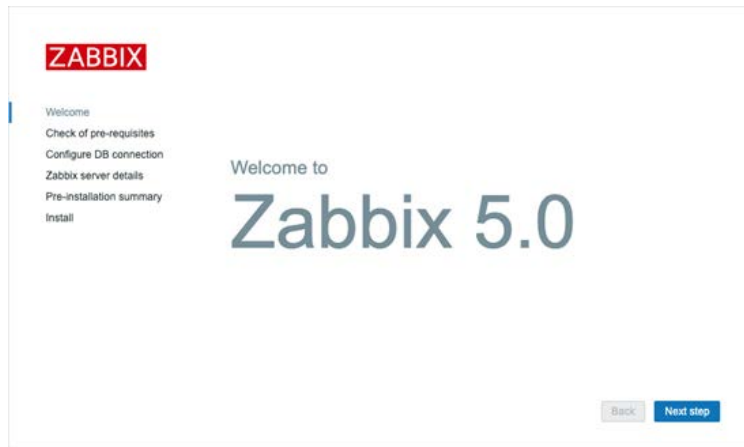 ZABBIX
Welcome
Check of pre-requisites
Configure DB connection
Zabbix server details
Pre-installation summary
Install
Welcome to
Zabbix 5.0
Back
Next step